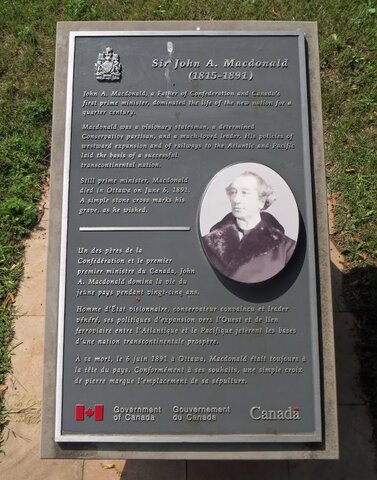 Sir John A. Macdonald
(1815-1891)
John A. Macdonald, a Father of Confederation and Canada's
first prime minister, dominated the life of the new nation for a
quarter century.
Macdonald was a visionary statesman, a determined
Conservative partisan, and a much-loved leader. His policies of
westward expansion and of railways to the Atlantic and Pacific
laid the basis of a successful
transcontinental nation.
Still prime minister, Macdonald
died in Ottawa on June 6, 1891.
A simple stone cross marks his
grave, as he wished.
Un des pères de la
Confédération et le premier
premier ministre du Canada, John
A. Macdonald domina la vie du
jeune pays pendant vingt-cinq ans.
Homme d'État visionnaire, conservateur convaincu et leader
vénéré, ses politiques d'expansion vers l'Ouest et de lien
ferroviaire entre l'Atlantique et le Pacifique jetèrent les bases
d'une nation transcontinentale prospère.
À sa mort, le 6 juin 1891 à Ottawa, Macdonald était toujours à
la tête du pays. Conformément à ses souhaits, une simple croix
de pierre marque l'emplacement de sa sépulture.
Government of Canada
Gouvernement du Canada
Canada